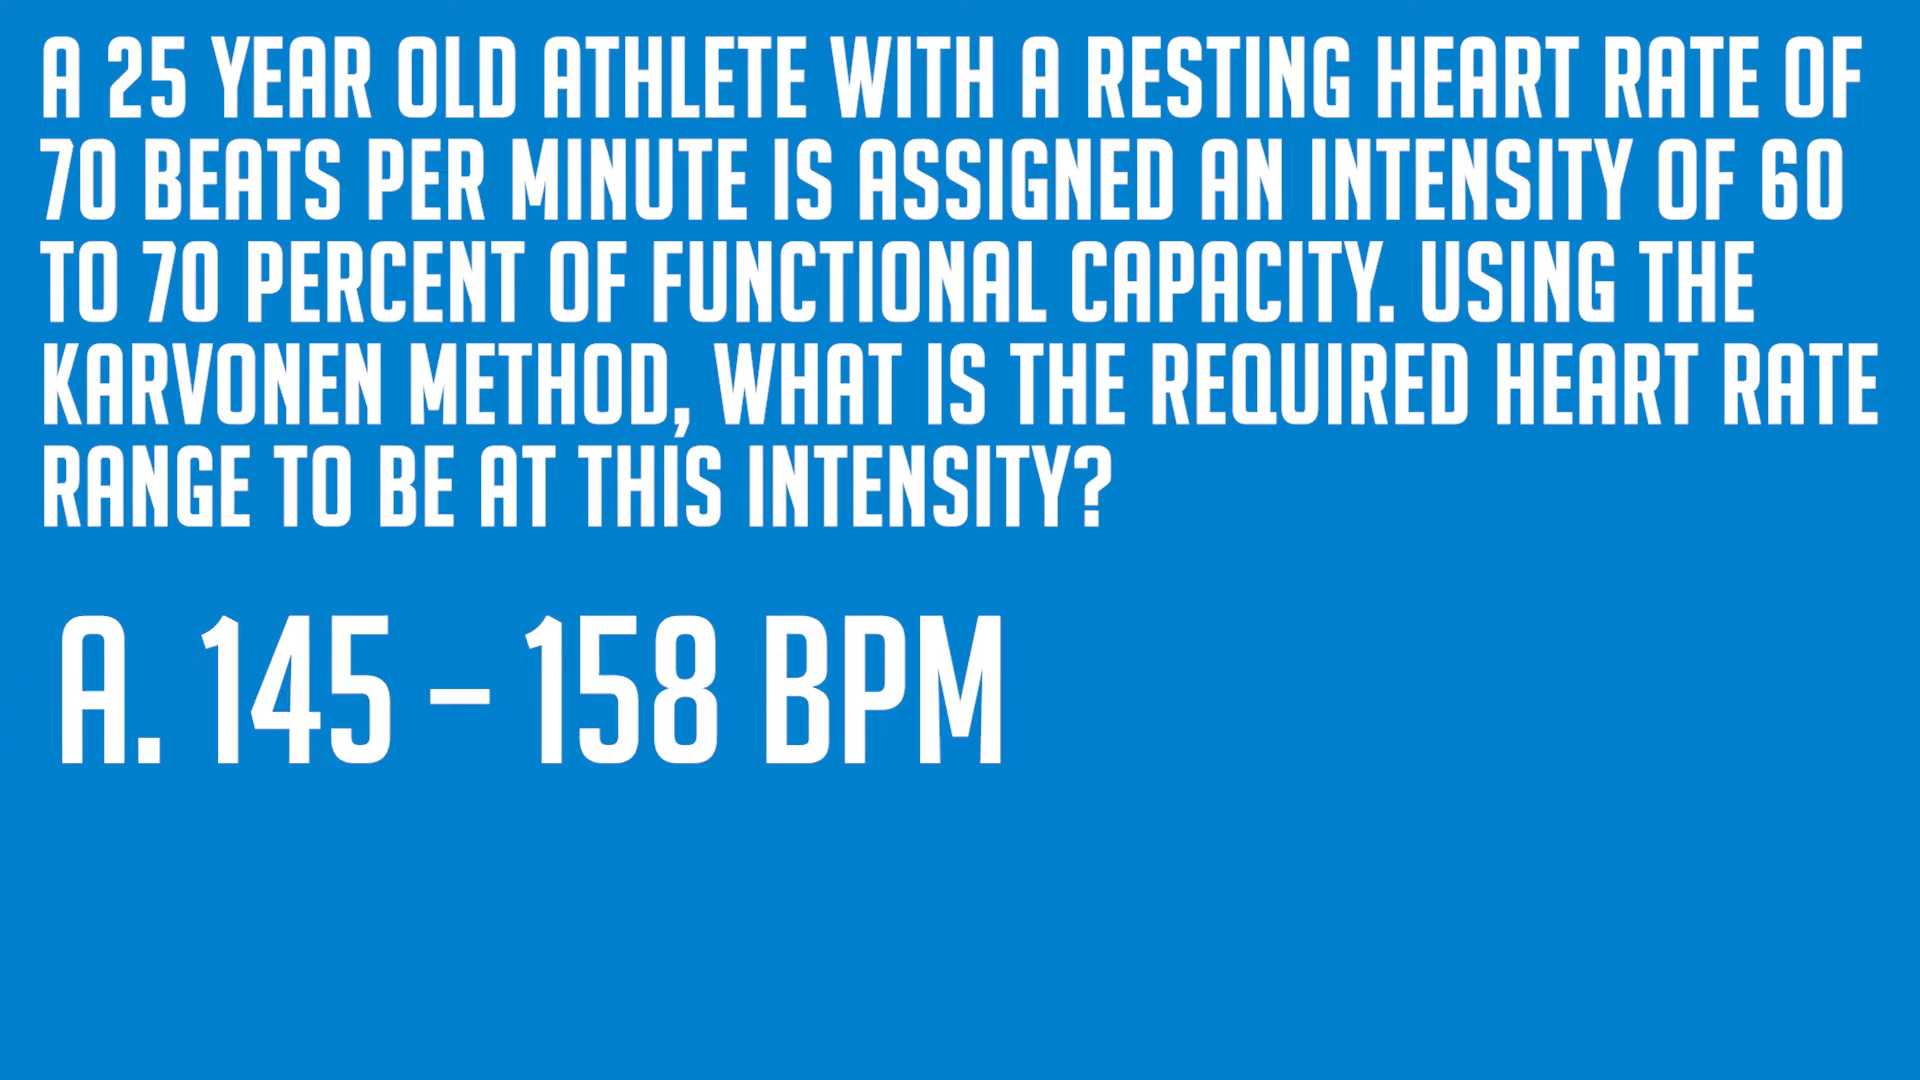 A 25 YEAR OLD ATHLETE WITH A RESTING HEART RATE OF
70 BEATS PER MINUTE IS ASSIGNED AN INTENSITY OF 60
TO 70 PERCENT OF FUNCTIONAL CAPACITY. USING THE
KARVONEN METHOD, WHAT IS THE REQUIRED HEART RATE
RANGE TO BE AT THIS INTENSITY?
A. 145 – 158 BPM